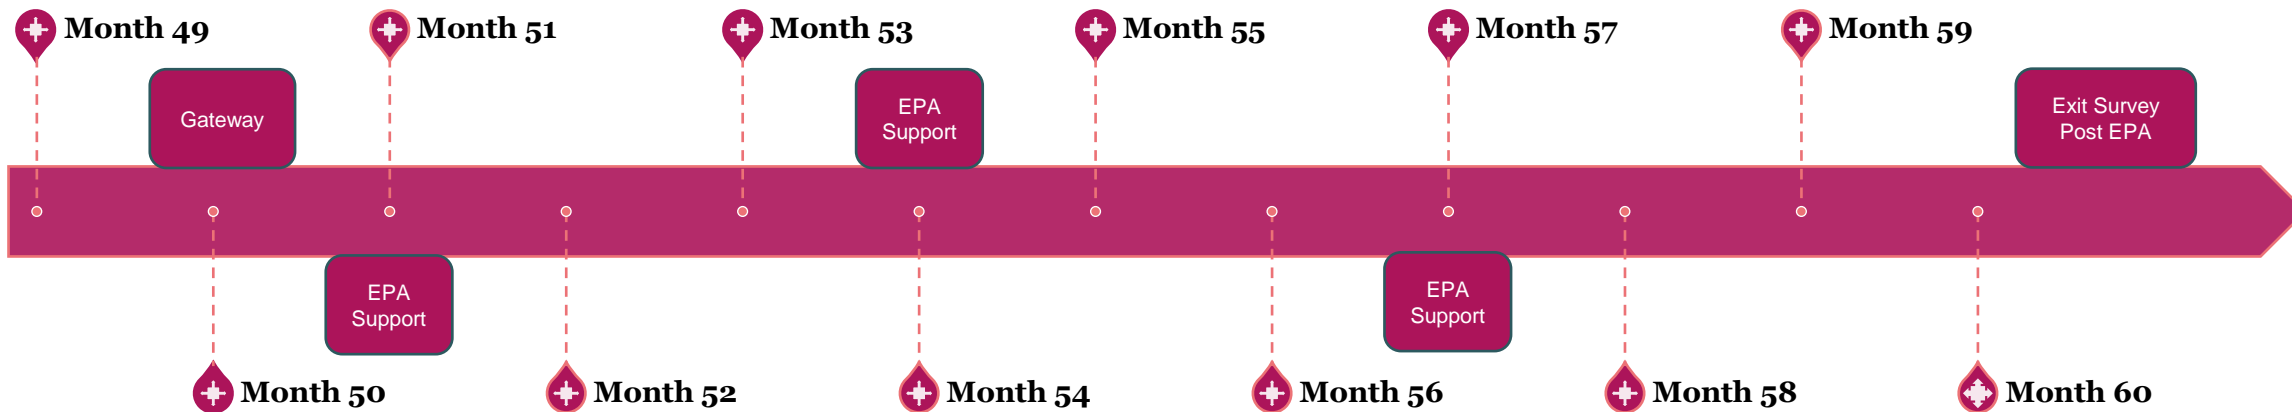 Month 49
Month 51
Month 53
Month 55
Month 57
Month 59
Gateway
EPA
Support
Exit Survey
Post EPA
EPA
Support
EPA
Support
Month 50
Month 52
Month 54
Month 56
Month 58
Month 60